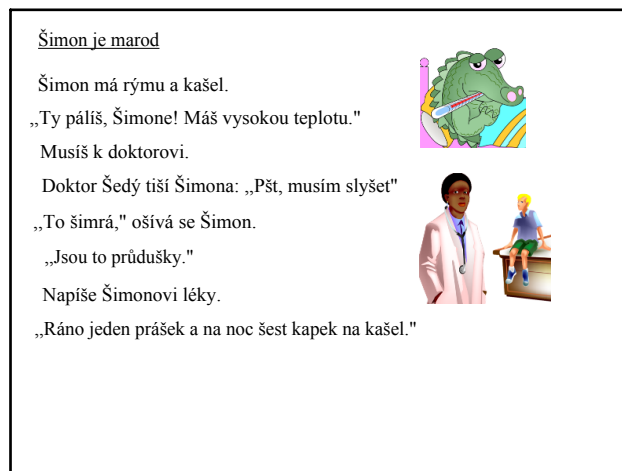 Šimon je marod
Šimon má rýmu a kašel.
,,Ty pálíš, Šimone! Máš vysokou teplotu."
Musíš k doktorovi.
Doktor Šedý tiší Šimona: ,,Pšt, musím slyšet"
,,To šimrá," ošívá se Šimon.
,,Jsou to průdušky."
Napíše Šimonovi léky.
,,Ráno jeden prášek a na noc šest kapek na kašel."